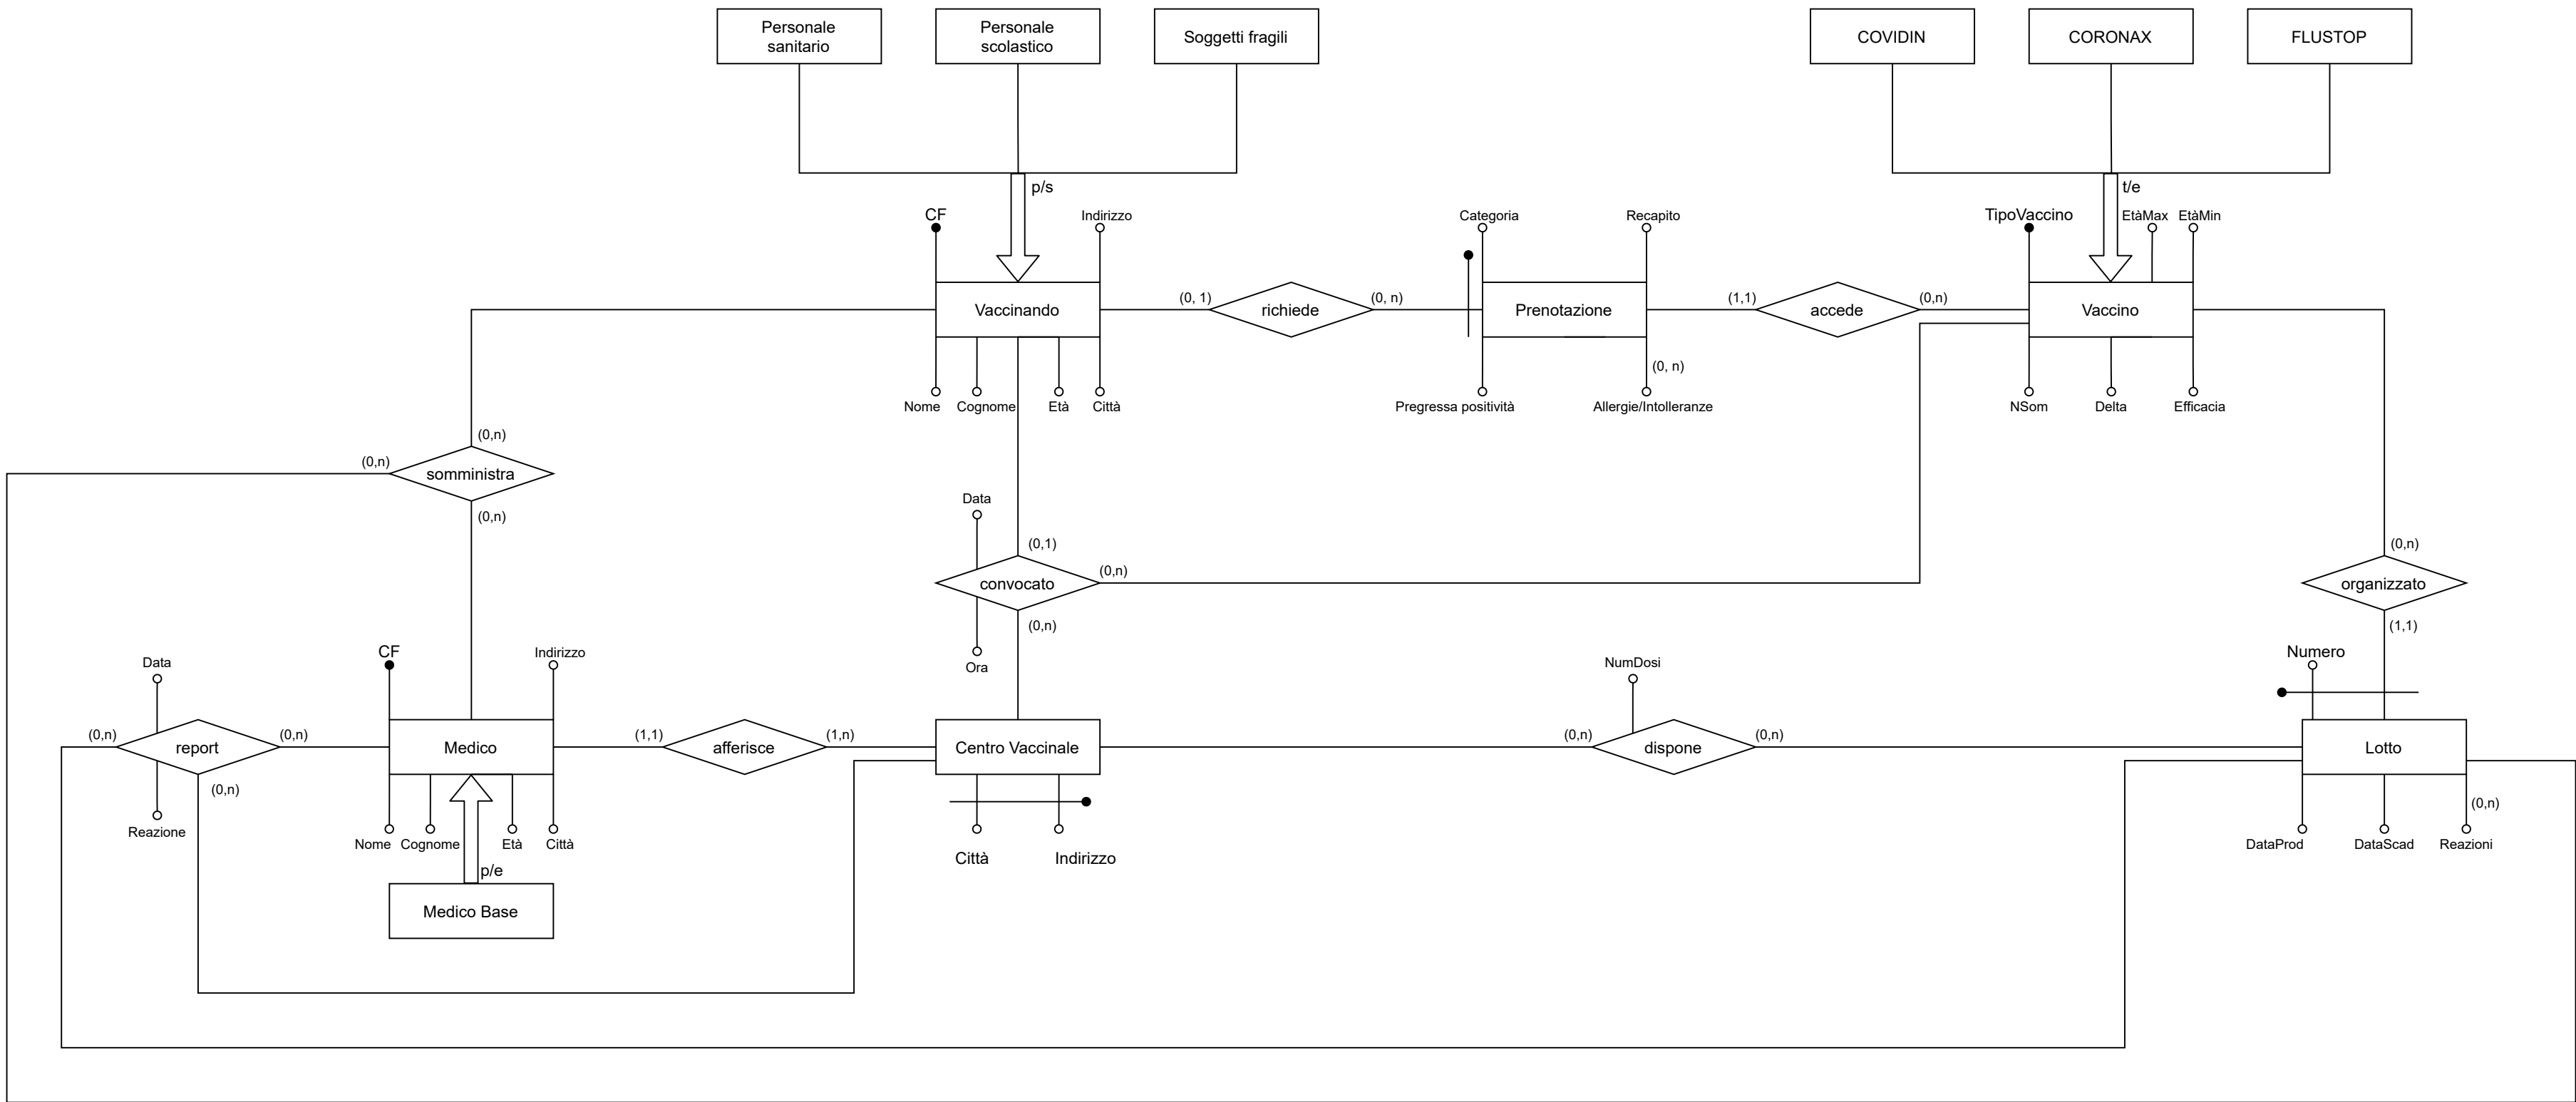 Personale
sanitario
Personale
scolastico
Soggetti fragili
COVIDIN
CORONAX
FLUSTOP
p/s
t/e
CF
Indirizzo
Categoria
Recapito
TipoVaccino
EtàMax
EtàMin
Vaccinando
(0, 1)
richiede
(0, n)
Prenotazione
(1,1)
accede
(0,n)
Vaccino
(0, n)
Nome
Cognome
Età
Città
Pregressa positività
Allergie/Intolleranze
NSom
Delta
Efficacia
(0,n)
(0,n)
somministra
(0,n)
Data
(0,1)
(0,n)
convocato
(0,n)
Ora
(0,n)
organizzato
(1,1)
Data
CF
Indirizzo
NumDosi
Numero
(0,n)
report
(0,n)
Medico
(1,1)
afferisce
(1,n)
Centro Vaccinale
(0,n)
dispone
(0,n)
Lotto
(0,n)
Reazione
Nome
Cognome
Età
Città
p/e
Medico Base
Città
Indirizzo
(0,n)
DataProd
DataScad
Reazioni